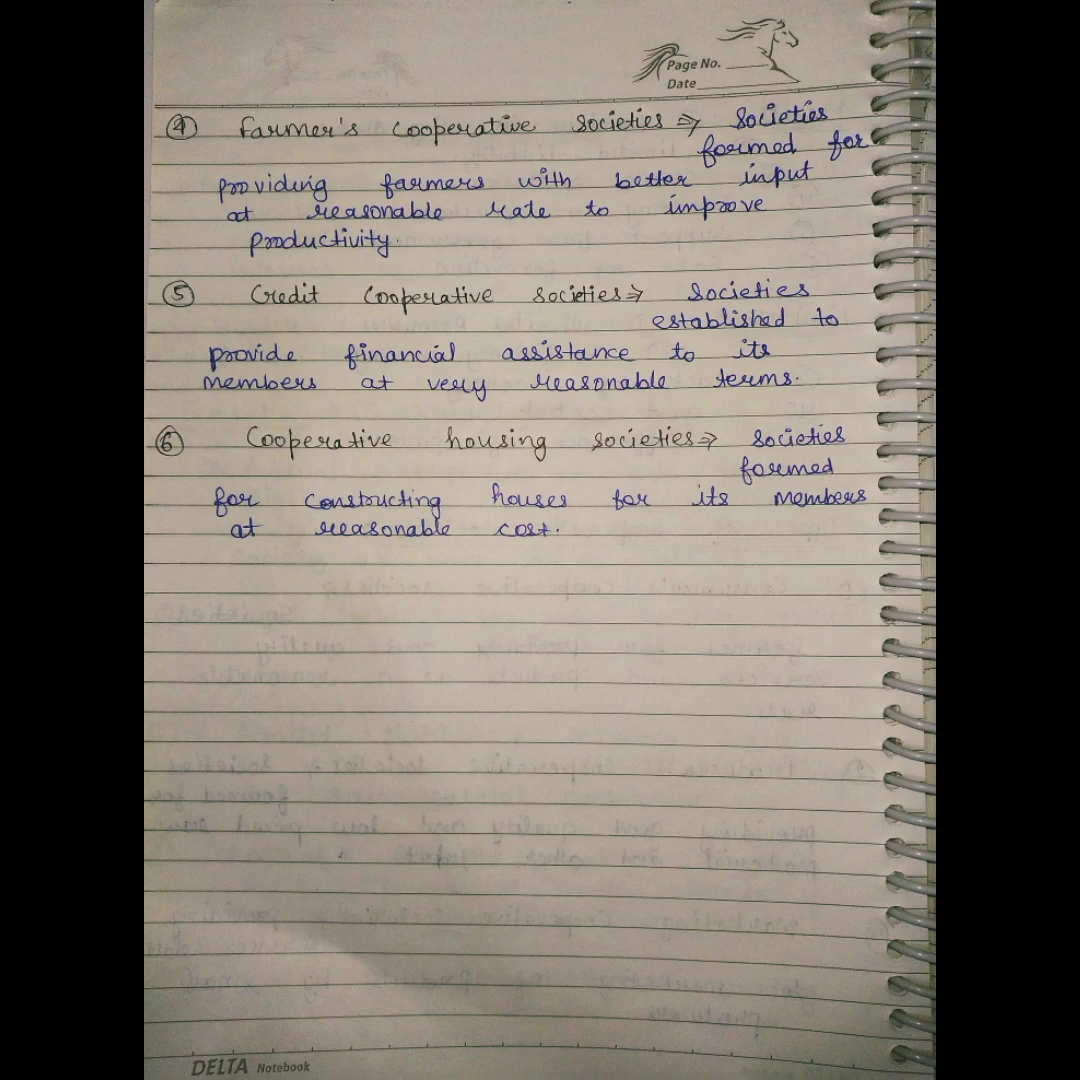 Page No.
Date
④ Farmer's Cooperative Societies ⇒ Societies
formed for
providing farmers with better input
at reasonable rate to improve
productivity.
⑤ Credit Cooperative societies ⇒ Societies
established to
provide financial assistance to its
members at very reasonable terms.
⑥ Cooperative housing societies ⇒ societies
formed
for constructing houses for its members
at reasonable cost.
DELTA Notebook